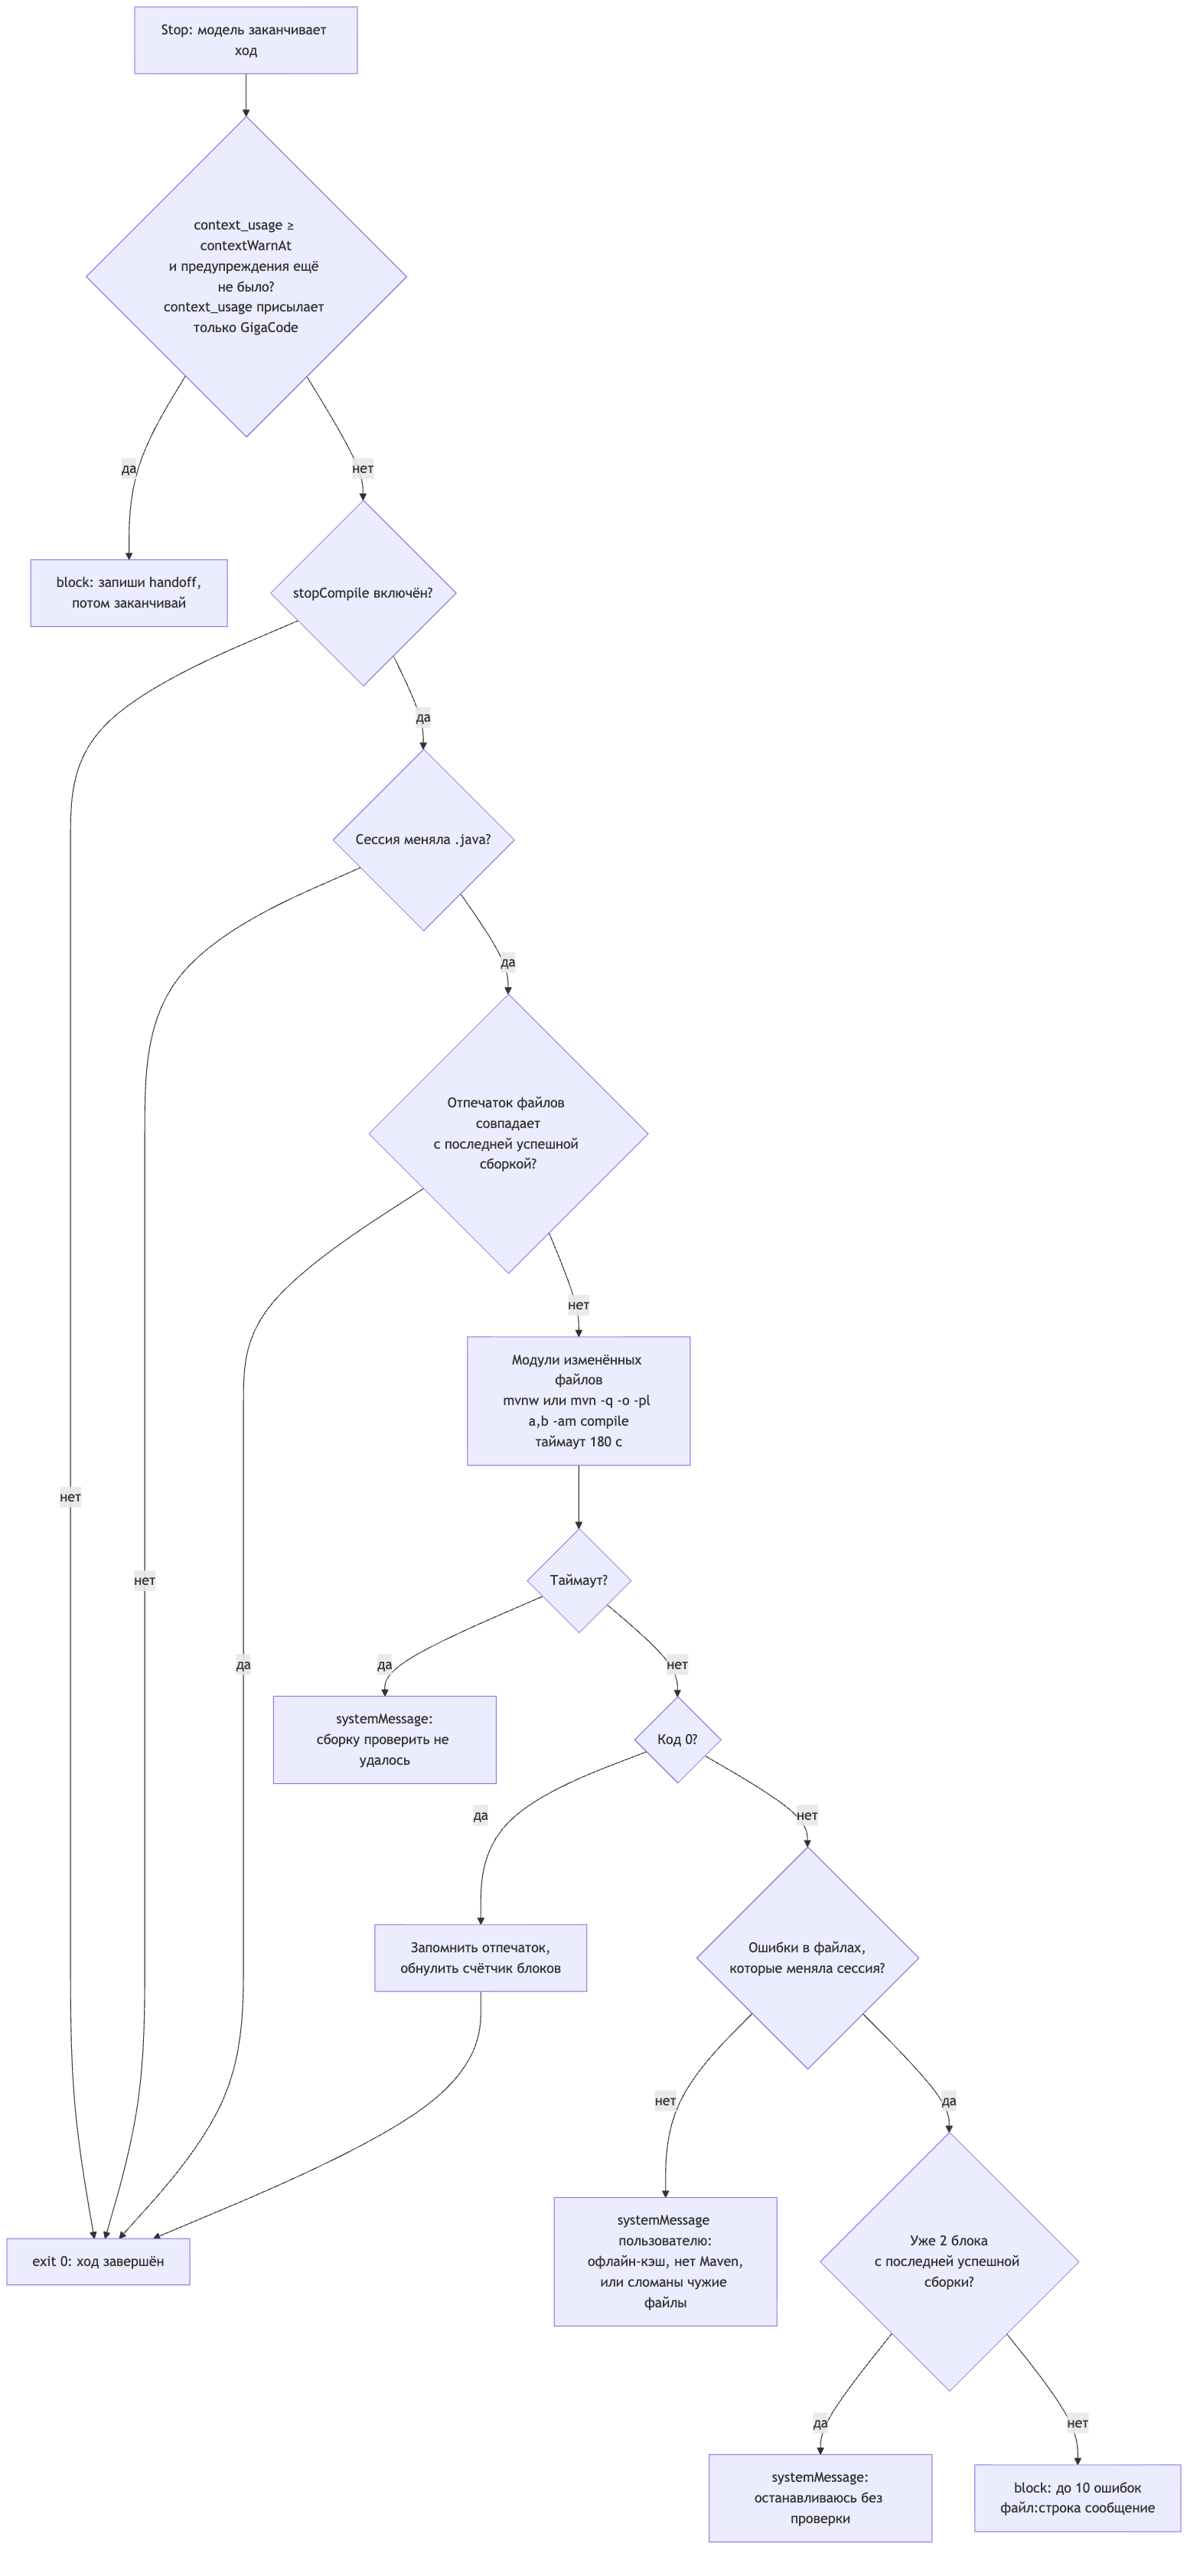 Stop: модель заканчивает
ход
context_usage ≥
contextWarnAt
и предупреждения ещё
не было?
context_usage присылает
только GigaCode
да
нет
block: запиши handoff,
потом заканчивай
stopCompile включён?
да
Сессия меняла .java?
да
Отпечаток файлов
совпадает
с последней успешной
сборкой?
нет
Модули изменённых
файлов
mvnw или mvn -q -o -pl
a,b -am compile
таймаут 180 с
нет
Таймаут?
нет
да
да
нет
systemMessage:
сборку проверить не
удалось
Код 0?
да
нет
Запомнить отпечаток,
обнулить счётчик блоков
Ошибки в файлах,
которые меняла сессия?
нет
да
exit 0: ход завершён
systemMessage
пользователю:
офлайн-кэш, нет Maven,
или сломаны чужие
файлы
Уже 2 блока
с последней успешной
сборки?
да
нет
systemMessage:
останавливаюсь без
проверки
block: до 10 ошибок
файл:строка сообщение